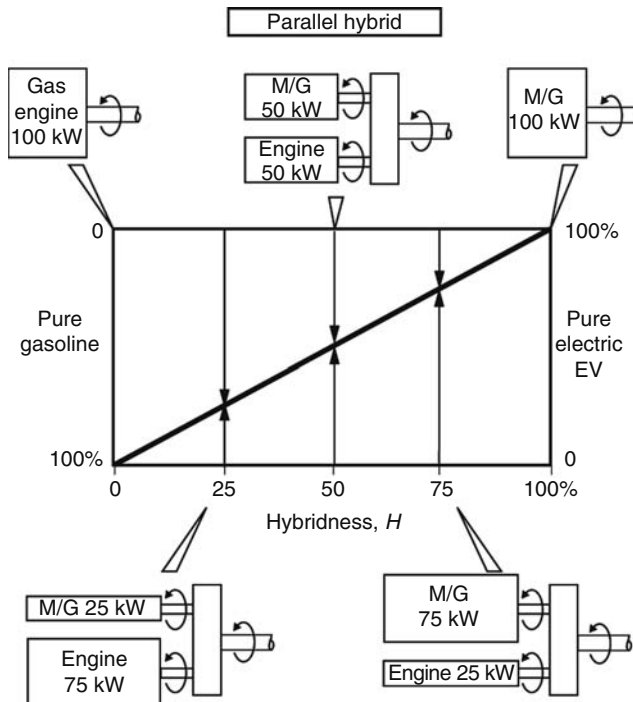 Parallel hybrid
Gas
engine
100 kW
M/G
50 kW
Engine
50 kW
M/G
100 kW
0
100%
Pure
gasoline
Pure
electric
EV
100%
0
0
25
50
75
100%
Hybridness, H
M/G 25 kW
Engine
75 kW
M/G
75 kW
Engine 25 kW